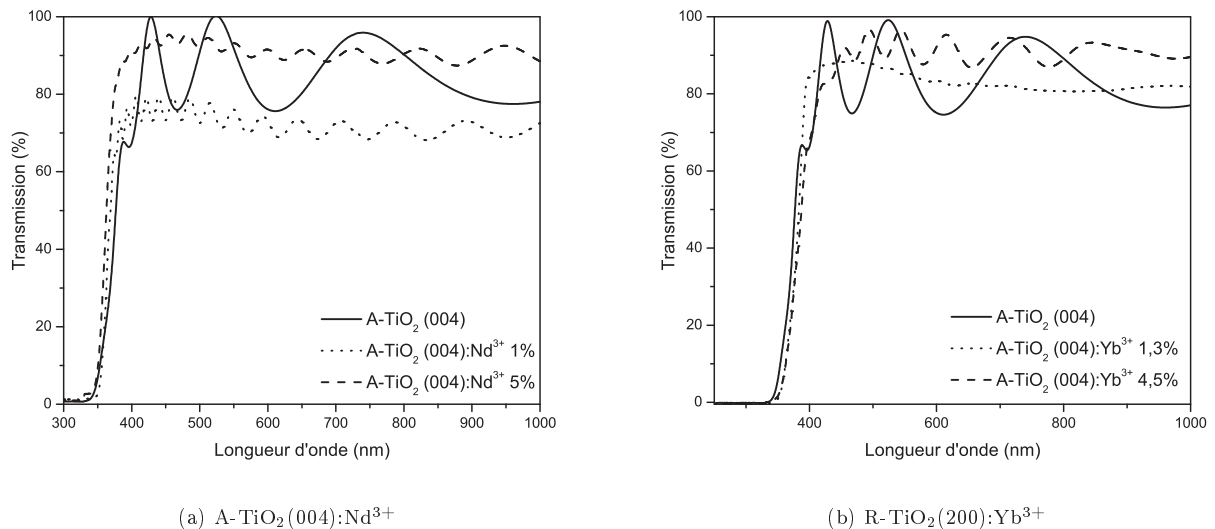 100
80
60
40
20
0
Transmission (%)
A-TiO2 (004)
A-TiO2 (004):Nd3+ 1%
A-TiO2 (004):Nd3+ 5%
300 400 500 600 700 800 900 1000
Longueur d'onde (nm)
(a) A-TiO2(004):Nd3+
100
80
60
40
20
0
Transmission (%)
A-TiO2 (004)
A-TiO2 (004):Yb3+ 1,3%
A-TiO2 (004):Yb3+ 4,5%
400 600 800 1000
Longueur d'onde (nm)
(b) R-TiO2(200):Yb3+